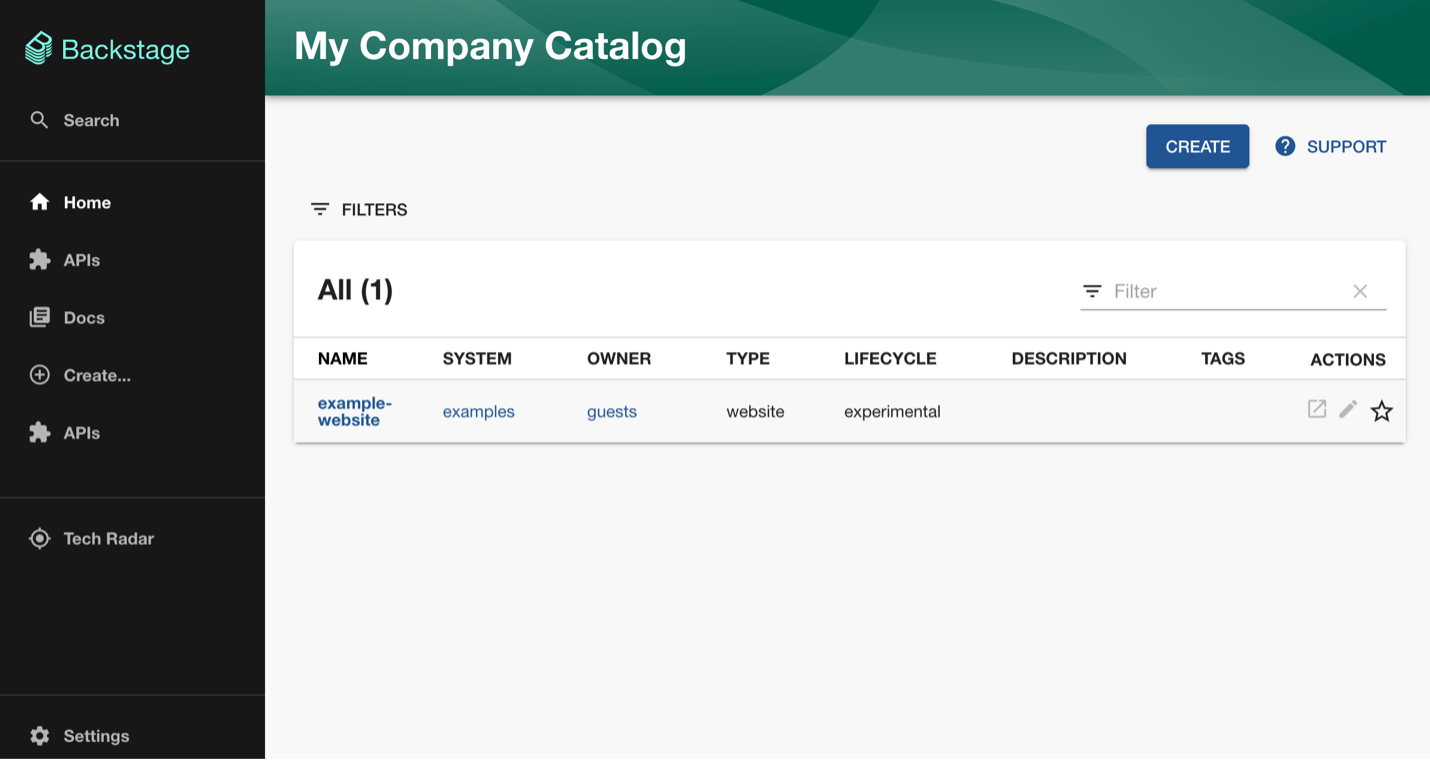 Backstage
Search
Home
APIs
Docs
Create...
APIs
Tech Radar
Settings
My Company Catalog
CREATE
? SUPPORT
FILTERS
All (1)
Filter
NAME SYSTEM OWNER TYPE LIFECYCLE DESCRIPTION TAGS ACTIONS
example-
website
examples guests website experimental